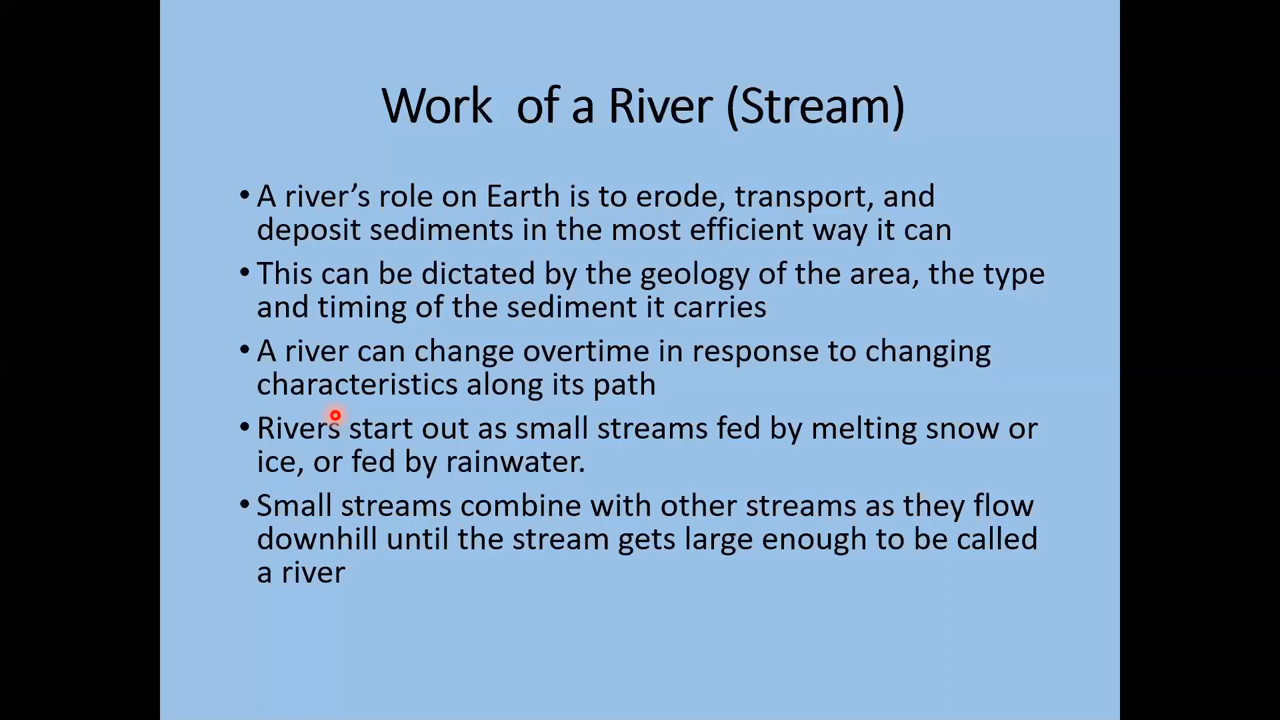 Work  of a River (Stream)
• A river’s role on Earth is to erode, transport, and
deposit sediments in the most efficient way it can
• This can be dictated by the geology of the area, the type
and timing of the sediment it carries
• A river can change overtime in response to changing
characteristics along its path
• Rivers start out as small streams fed by melting snow or
ice, or fed by rainwater.
• Small streams combine with other streams as they flow
downhill until the stream gets large enough to be called
a river